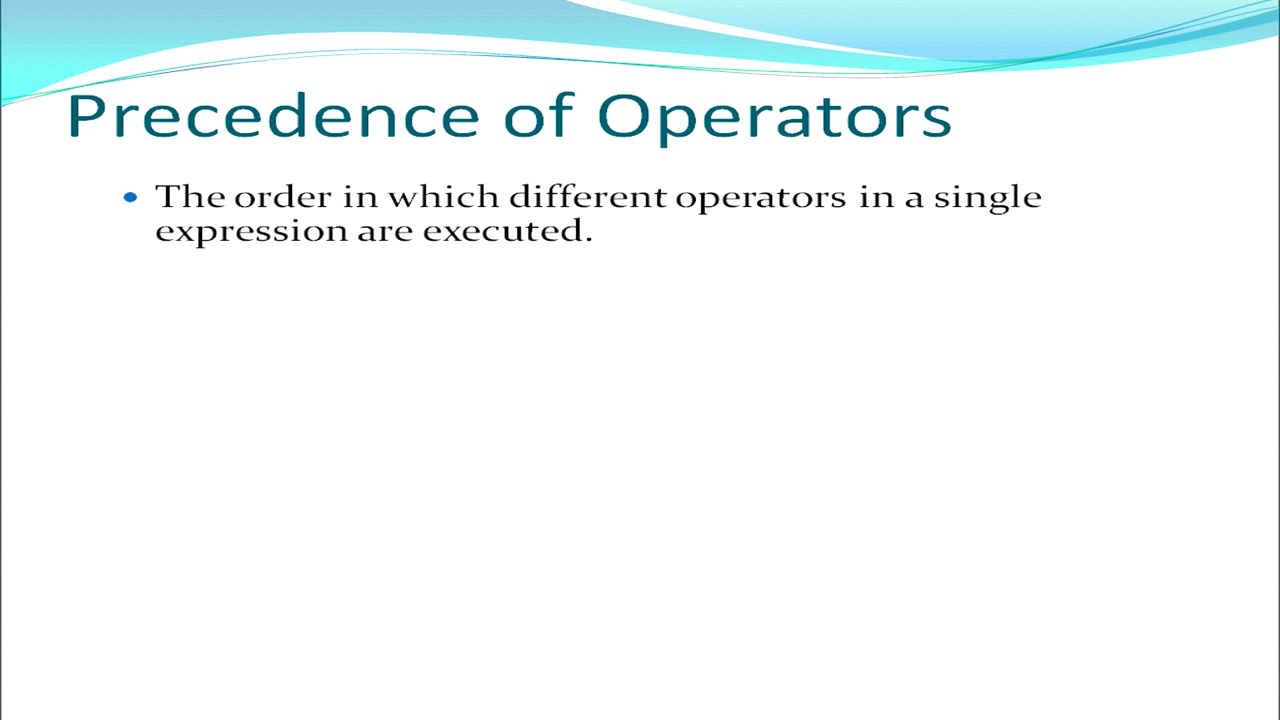 Precedence of Operators
• The order in which different operators in a single
expression are executed.